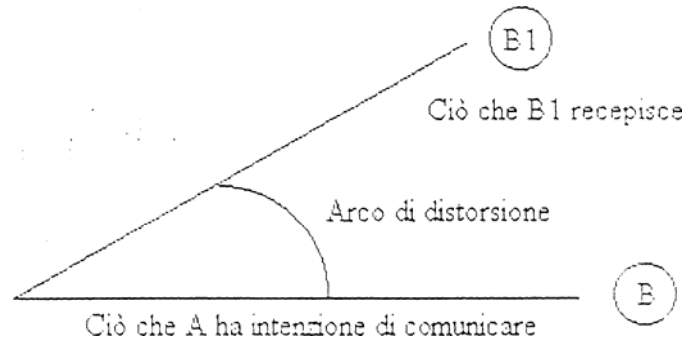 B1
Ciò che B1 recepisce
Arco di distorsione
B
Ciò che A ha intenzione di comunicare